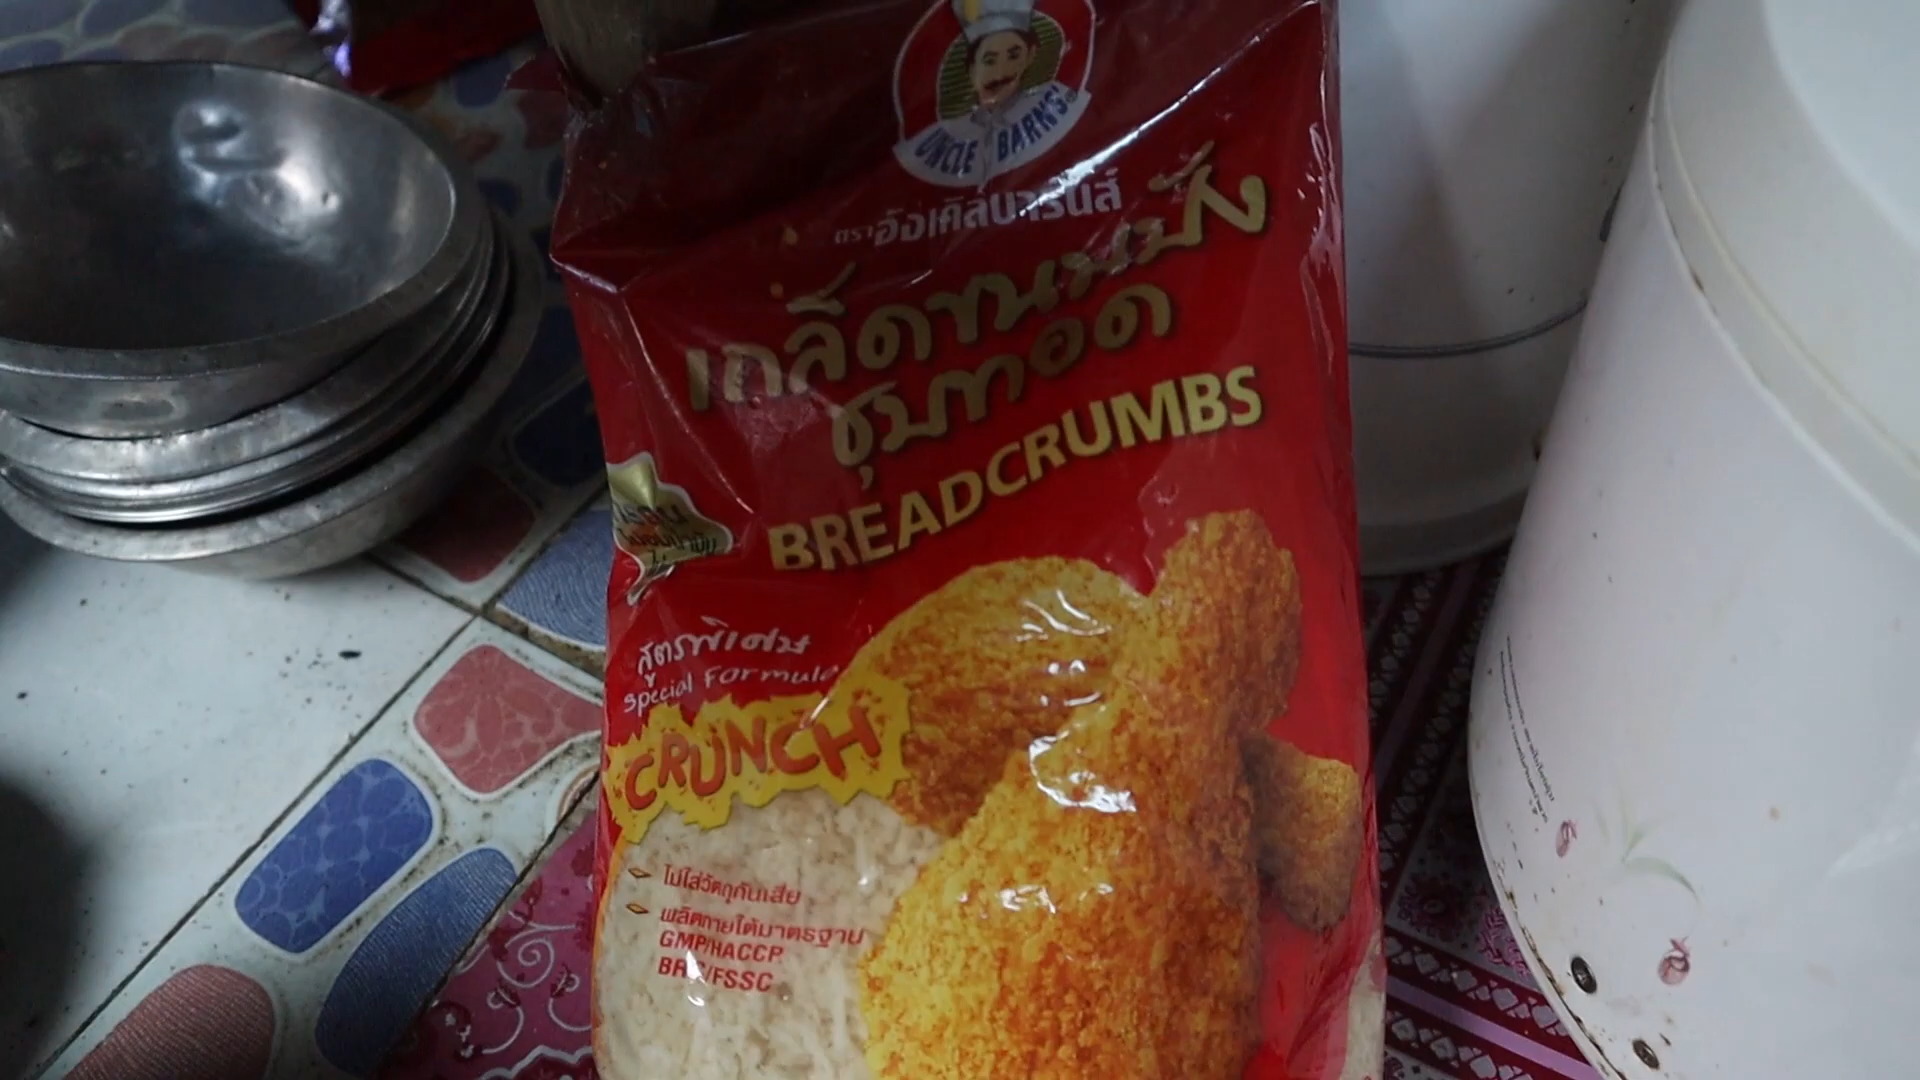 UNCLE BARNS'
ตราอังเคิลบาร์นส์
เกล็ดขนมปัง
ชุบทอด
BREADCRUMBS
สูตรพิเศษ
Special Formula
CRUNCH
ไม่ใส่วัตถุกันเสีย
ผลิตภายใต้มาตรฐาน
GMP/HACCP
BRC/FSSC